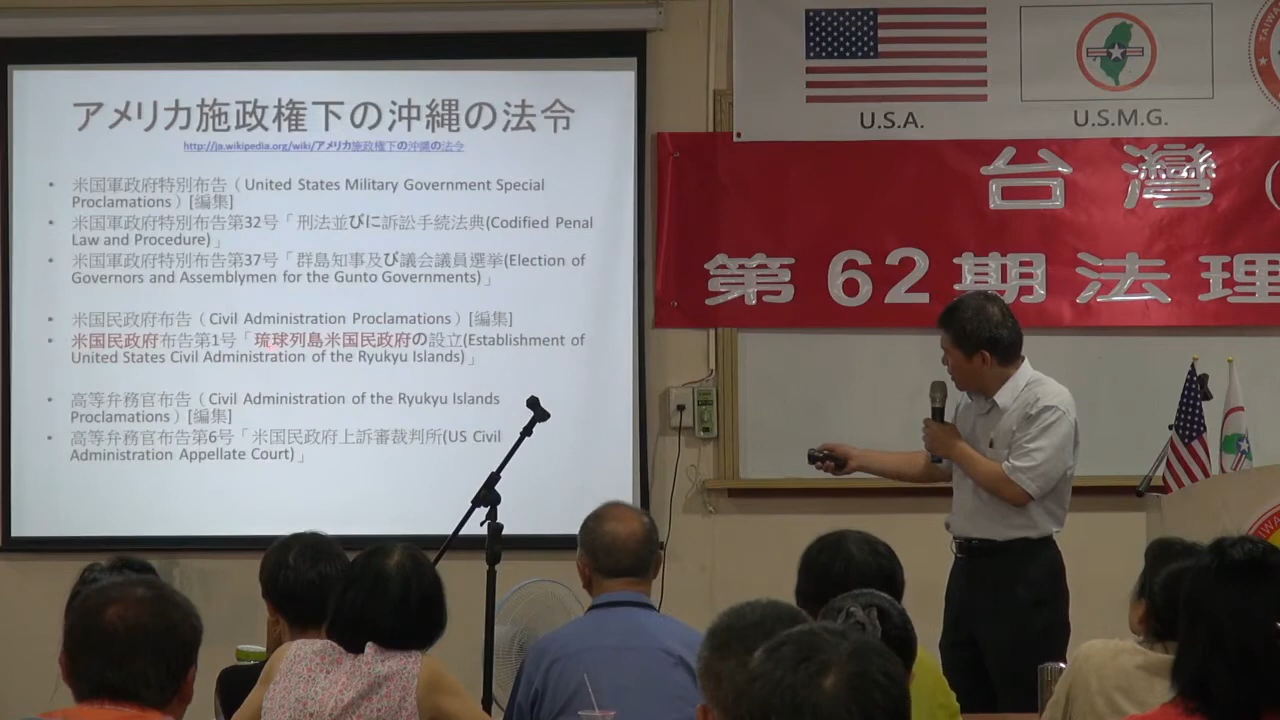 アメリカ施政権下の沖縄の法令
http://ja.wikipedia.org/wiki/アメリカ施政権下の沖縄の法令
• 米国軍政府特別布告（United States Military Government Special
Proclamations）[編集]
• 米国軍政府特別布告第32号「刑法並びに訴訟手続法典(Codified Penal
Law and Procedure)」
• 米国軍政府特別布告第37号「群島知事及び議会議員選挙(Election of
Governors and Assemblymen for the Gunto Governments)」
• 米国民政府布告（Civil Administration Proclamations）[編集]
• 米国民政府布告第1号「琉球列島米国民政府の設立(Establishment of
United States Civil Administration of the Ryukyu Islands)」
• 高等弁務官布告（Civil Administration of the Ryukyu Islands
Proclamations）[編集]
• 高等弁務官布告第6号「米国民政府上訴審裁判所(US Civil
Administration Appellate Court)」
U.S.A.
U.S.M.G.
台灣
第62期法理